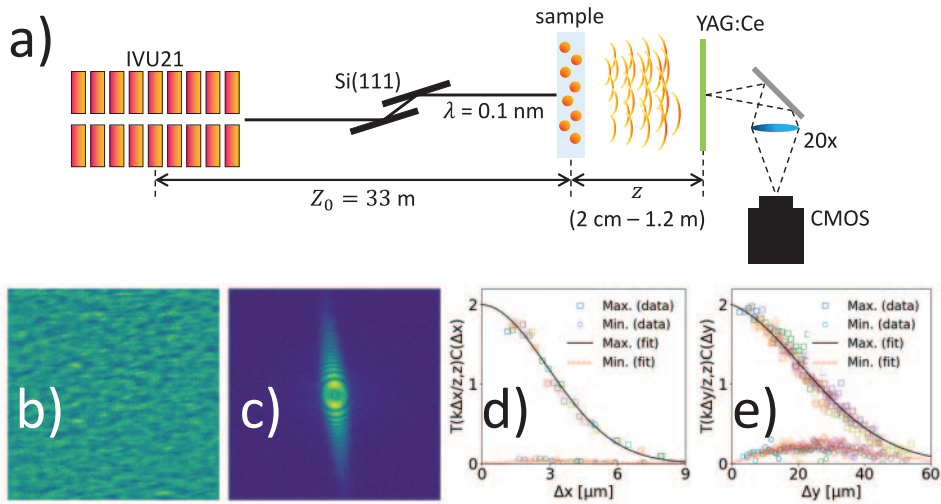 a)
IVU21
Si(111)
λ = 0.1 nm
sample
YAG:Ce
20x
Z₀ = 33 m
z
(2 cm – 1.2 m)
CMOS
b)
c)
d)
T(kΔx/z,z)C(Δx)
2
1
0
Max. (data)
Min. (data)
Max. (fit)
Min. (fit)
0 3 6 9
Δx [μm]
e)
T(kΔy/z,z)C(Δy)
2
1
0
Max. (data)
Min. (data)
Max. (fit)
Min. (fit)
0 20 40 60
Δy [μm]